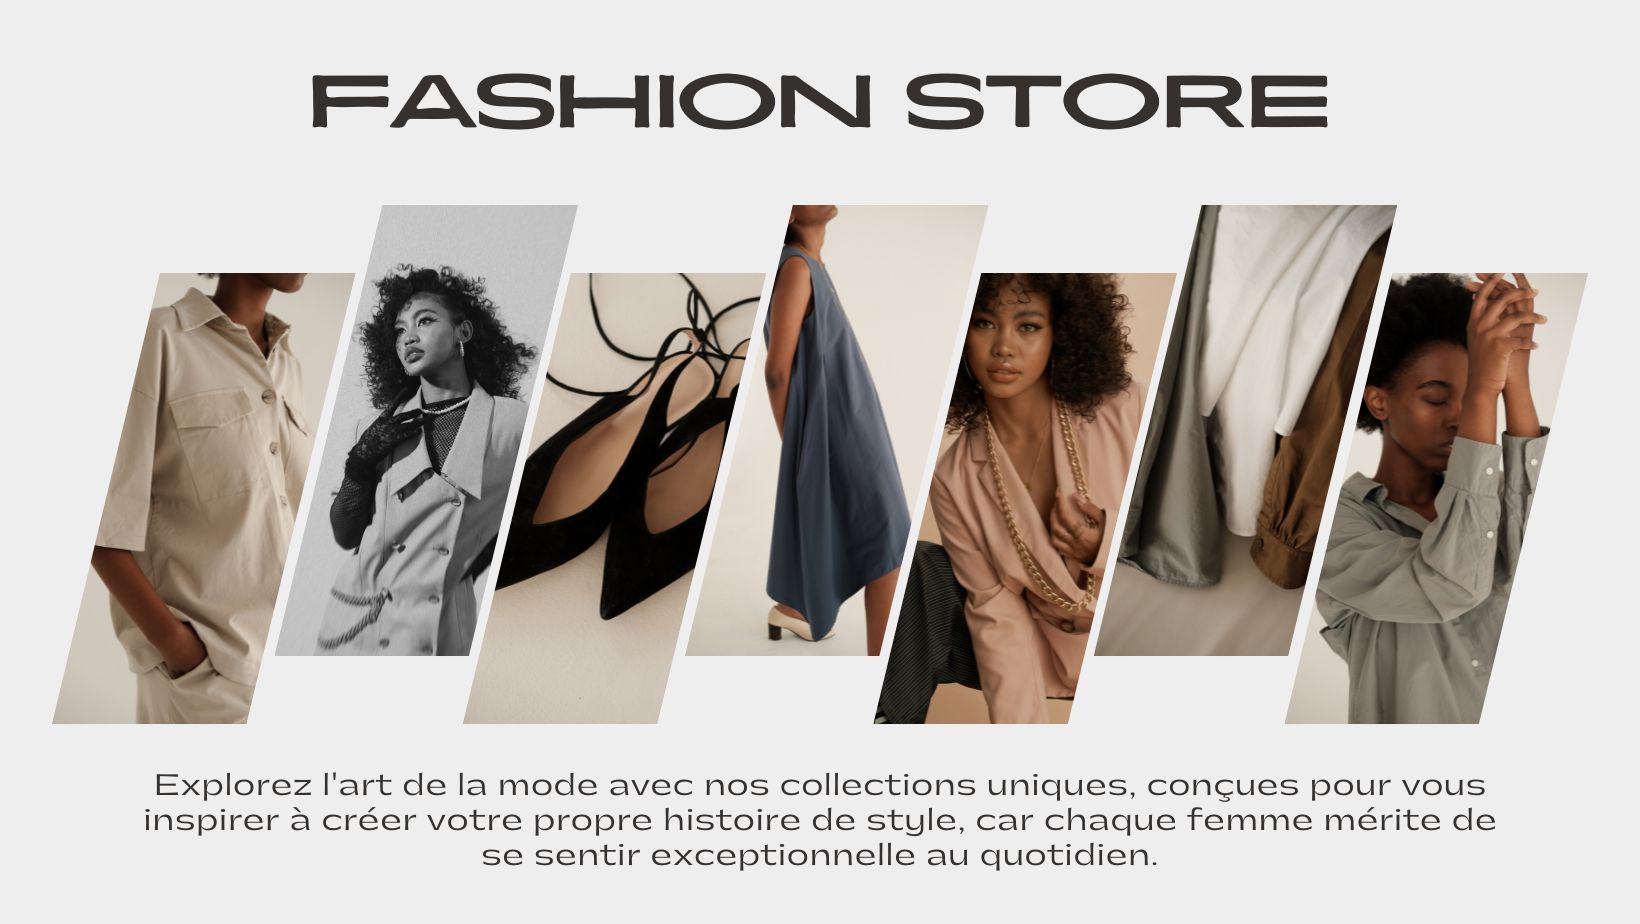 FASHION STORE
Explorez l'art de la mode avec nos collections uniques, conçues pour vous
inspirer à créer votre propre histoire de style, car chaque femme mérite de
se sentir exceptionnelle au quotidien.